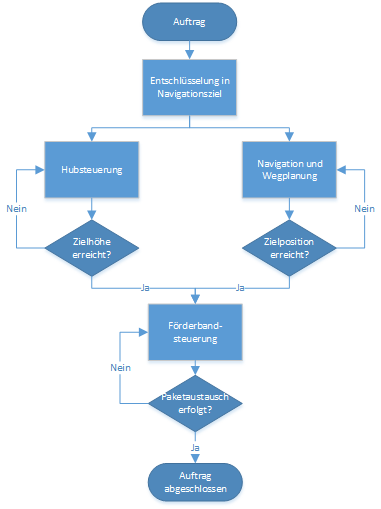 Auftrag
Entschlüsselung in
Navigationsziel
Hubsteuerung
Navigation und
Wegplanung
Nein
Nein
Zielhöhe
erreicht?
Zielposition
erreicht?
Ja
Ja
Förderband-
steuerung
Nein
Paketaustausch
erfolgt?
Ja
Auftrag
abgeschlossen